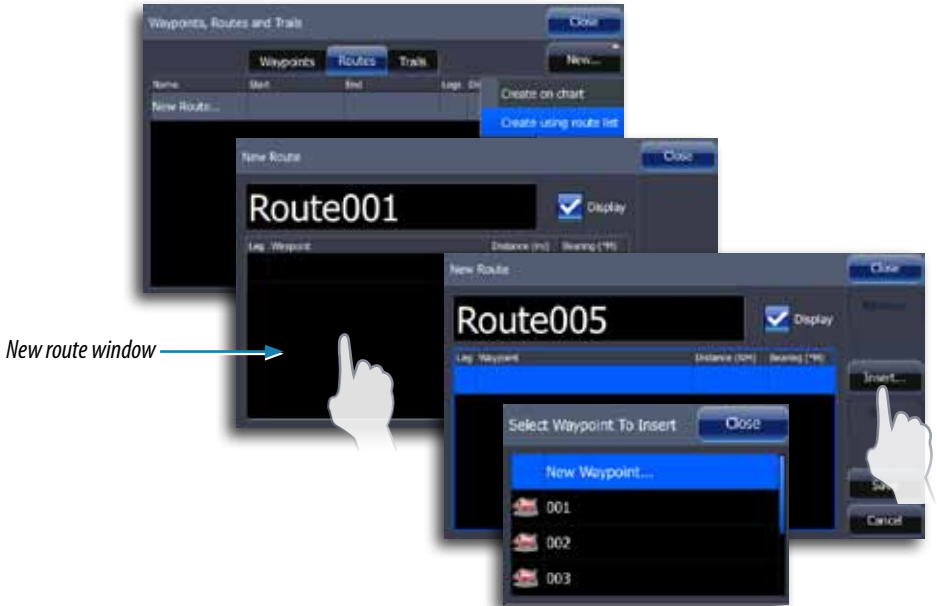 Waypoints, Routes and Trails
Close
Waypoints Routes Trails
New...
Name Start End Legs
New Route...
Create on chart
Create using route list
New Route
Close
Route001
Display
Leg Waypoint Distance (mi) Bearing (°M)
New Route
Close
Route005
Display
Leg Waypoint Distance (NM) Bearing (°M)
Insert...
Select Waypoint To Insert
Close
New Waypoint...
001
002
003
Cancel
New route window